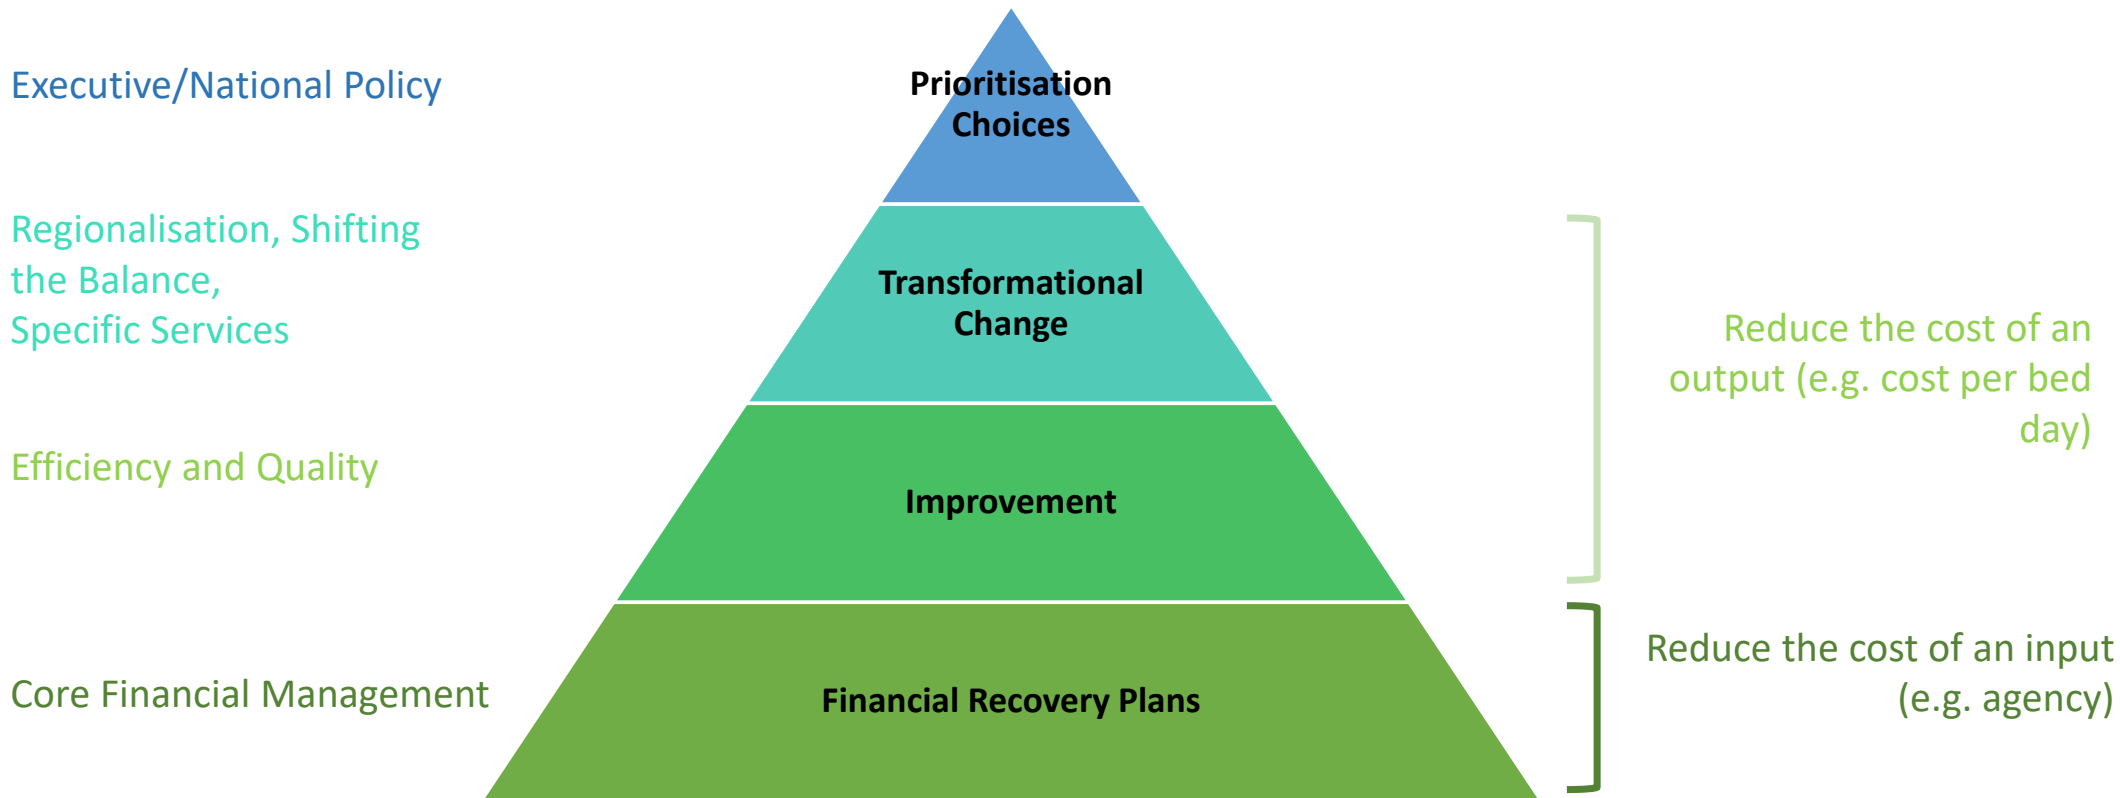 Executive/National Policy
Prioritisation
Choices
Regionalisation, Shifting
the Balance,
Specific Services
Transformational
Change
Reduce the cost of an
output (e.g. cost per bed
day)
Efficiency and Quality
Improvement
Core Financial Management
Financial Recovery Plans
Reduce the cost of an input
(e.g. agency)